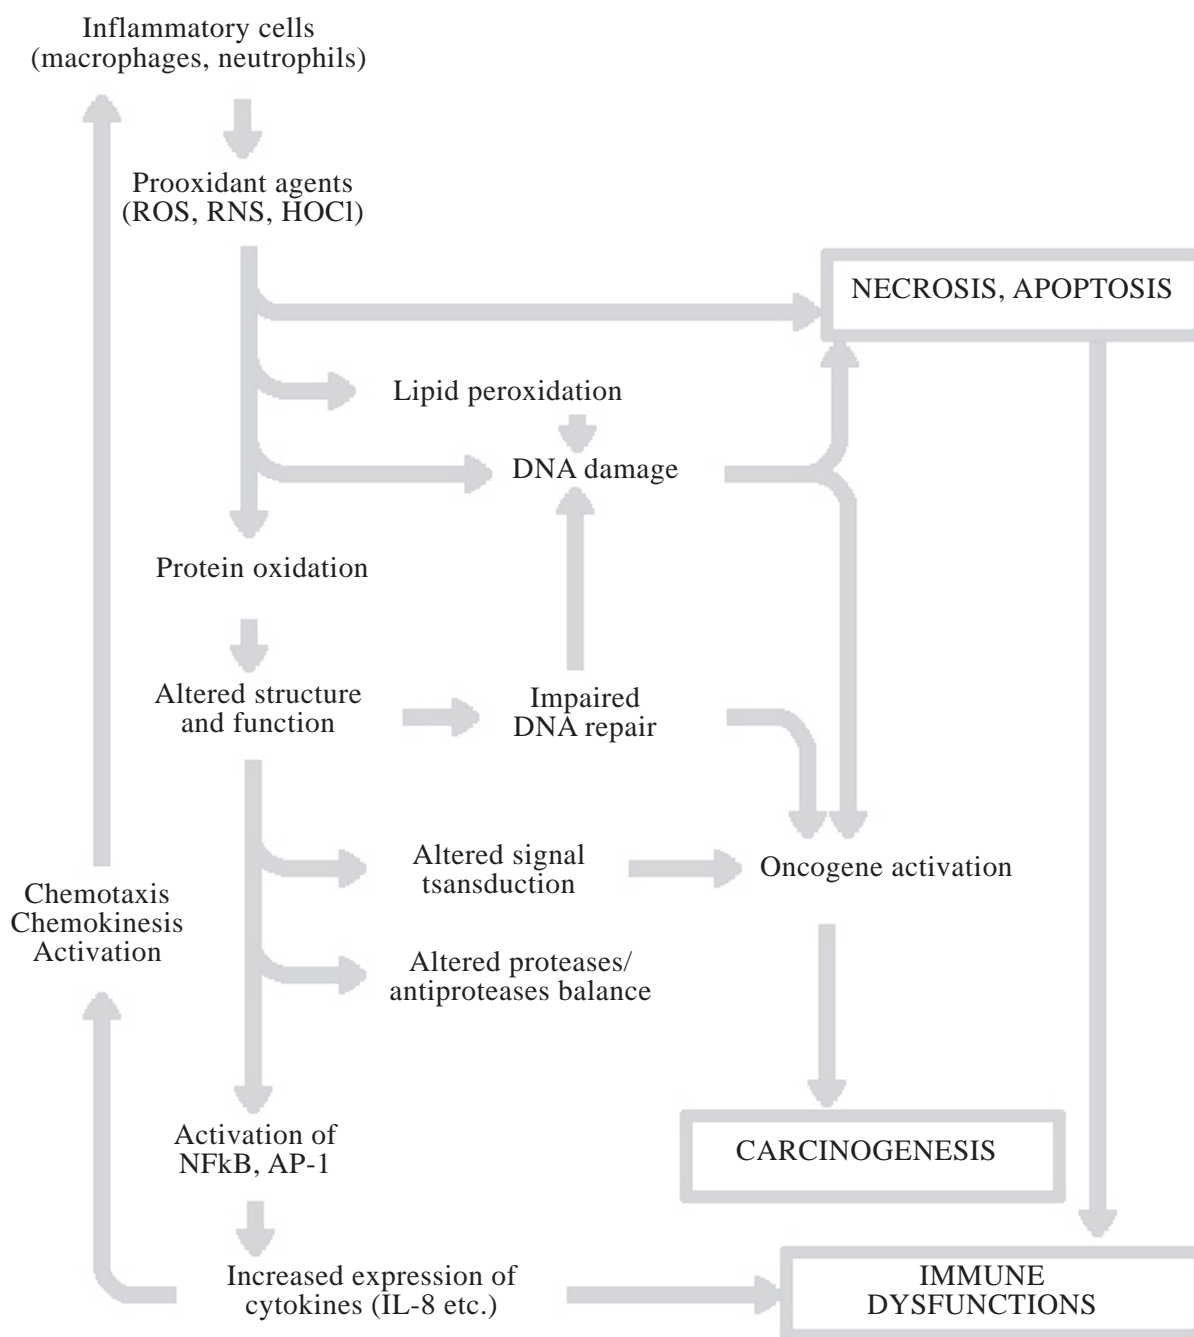 Inflammatory cells
(macrophages, neutrophils)
Prooxidant agents
(ROS, RNS, HOCl)
NECROSIS, APOPTOSIS
Lipid peroxidation
DNA damage
Protein oxidation
Altered structure
and function
Impaired
DNA repair
Altered signal
tsansduction
Oncogene activation
Chemotaxis
Chemokinesis
Activation
Altered proteases/
antiproteases balance
Activation of
NFkB, AP-1
CARCINOGENESIS
Increased expression of
cytokines (IL-8 etc.)
IMMUNE
DYSFUNCTIONS